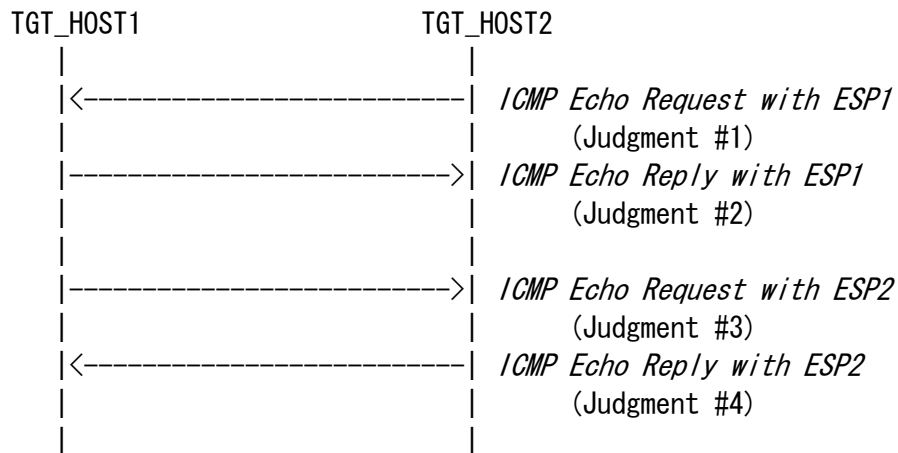 TGT_HOST1 TGT_HOST2
| |
|<--------------------------| ICMP Echo Request with ESP1
| | (Judgment #1)
|-------------------------->| ICMP Echo Reply with ESP1
| | (Judgment #2)
| |
|-------------------------->| ICMP Echo Request with ESP2
| | (Judgment #3)
|<--------------------------| ICMP Echo Reply with ESP2
| | (Judgment #4)
| |